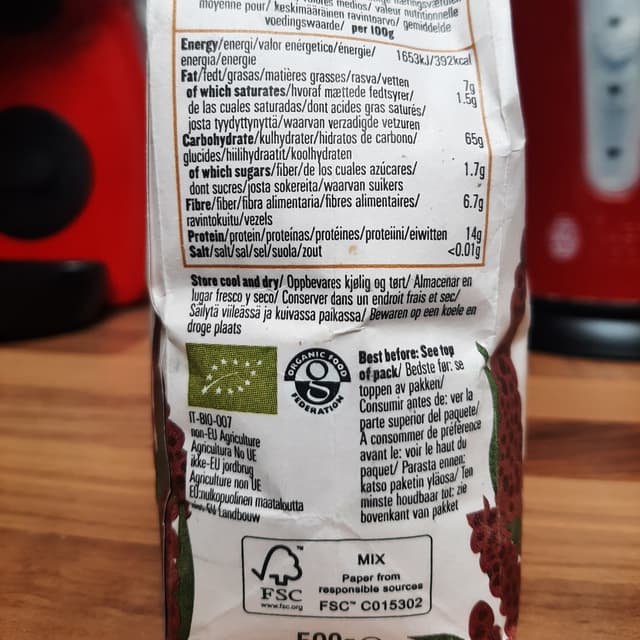 moyenne pour/ keskimääräinen ravintoarvo/ gemiddelde
voedingswaarde/ per 100g
Energy/energi/valor enérgetico/énergie/
energia/energie 1653kJ/392kcal
Fat/fedt/grasas/matières grasses/rasva/vetten 7g
of which saturates/hvoraf mættede fedtsyrer/ 1.5g
de las cuales saturadas/dont acides gras saturés/
josta tyydyttynyttä/waarvan verzadigde vetzuren
Carbohydrate/kulhydrater/hidratos de carbono/ 65g
glucides/hiilihydraatit/koolhydraten
of which sugars/fiber/de los cuales azúcares/ 1.7g
dont sucres/josta sokereita/waarvan suikers
Fibre/fiber/fibra alimentaria/fibres alimentaires/ 6.7g
ravintokuitu/vezels
Protein/protein/proteínas/protéines/proteiini/eiwitten 14g
Salt/salt/sal/sel/suola/zout <0.01g
Store cool and dry/ Oppbevares kjølig og tørt/ Almacenar en
lugar fresco y seco/ Conserver dans un endroit frais et sec/
Säilytä viileässä ja kuivassa paikassa/ Bewaren op een koele en
droge plaats
ORGANIC FOOD
FEDERATION
IT-BIO-007
non-EU Agriculture
Agricultura No UE
ikke-EU jordbrug
Agriculture non UE
EU:nulkopuolinen maataloutta
EU Landbouw
Best before: See top
of pack/ Bedste før: se
toppen av pakken/
Consumir antes de: ver la
parte superior del paquete/
À consommer de préférence
avant le: voir le haut du
paquet/ Parasta ennen:
katso paketin yläosa/ Ten
minste houdbaar tot: zie
bovenkant van pakket
FSC
www.fsc.org
MIX
Paper from
responsible sources
FSC™ C015302